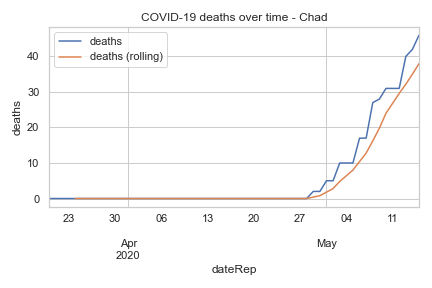 COVID-19 deaths over time - Chad
deaths
deaths (rolling)
deaths
40
30
20
10
0
23 30 06 13 20 27 04 11
Apr May
2020
dateRep